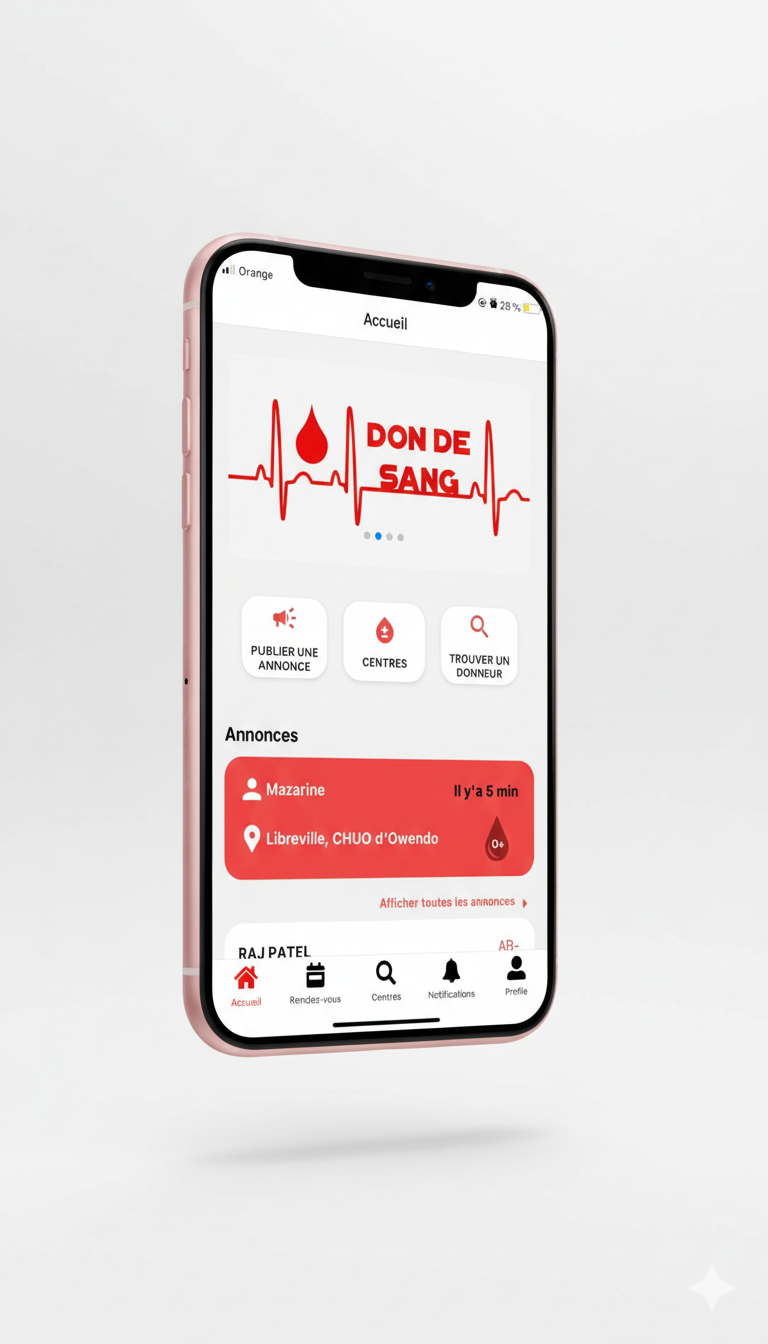 Orange
28 %
Accueil
DON DE
SANG
PUBLIER UNE
ANNONCE
CENTRES
TROUVER UN
DONNEUR
Annonces
Mazarine
Il y'a 5 min
Libreville, CHUO d'Owendo
O+
Afficher toutes les annonces
RAJ PATEL
AB-
Accueil
Rendes-vous
Centres
Notifications
Prefile